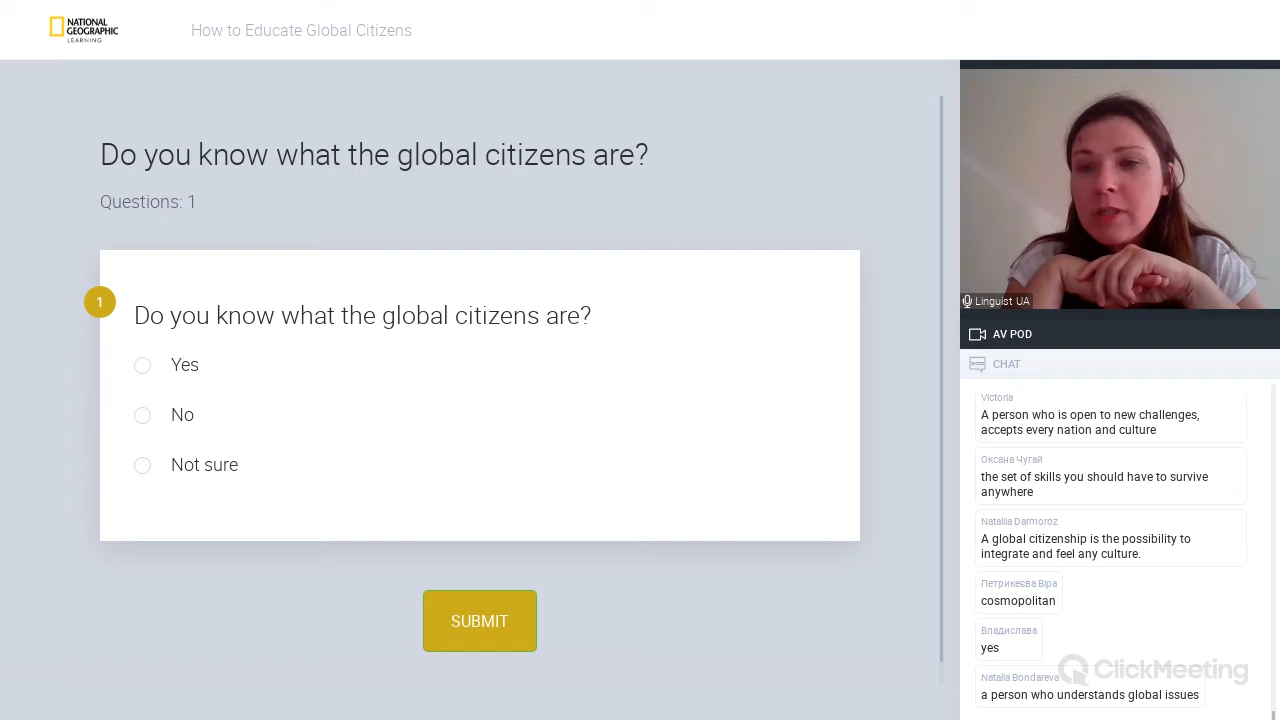 NATIONAL
GEOGRAPHIC
LEARNING
How to Educate Global Citizens
Do you know what the global citizens are?
Questions: 1
1
Do you know what the global citizens are?
Yes
No
Not sure
SUBMIT
Linguist UA
AV POD
CHAT
Victoria
A person who is open to new challenges,
accepts every nation and culture
Оксана Чугай
the set of skills you should have to survive
anywhere
Nataliia Darmoroz
A global citizenship is the possibility to
integrate and feel any culture.
Петрикеєва Віра
cosmopolitan
Владислава
yes
Natalia Bondareva
a person who understands global issues
ClickMeeting